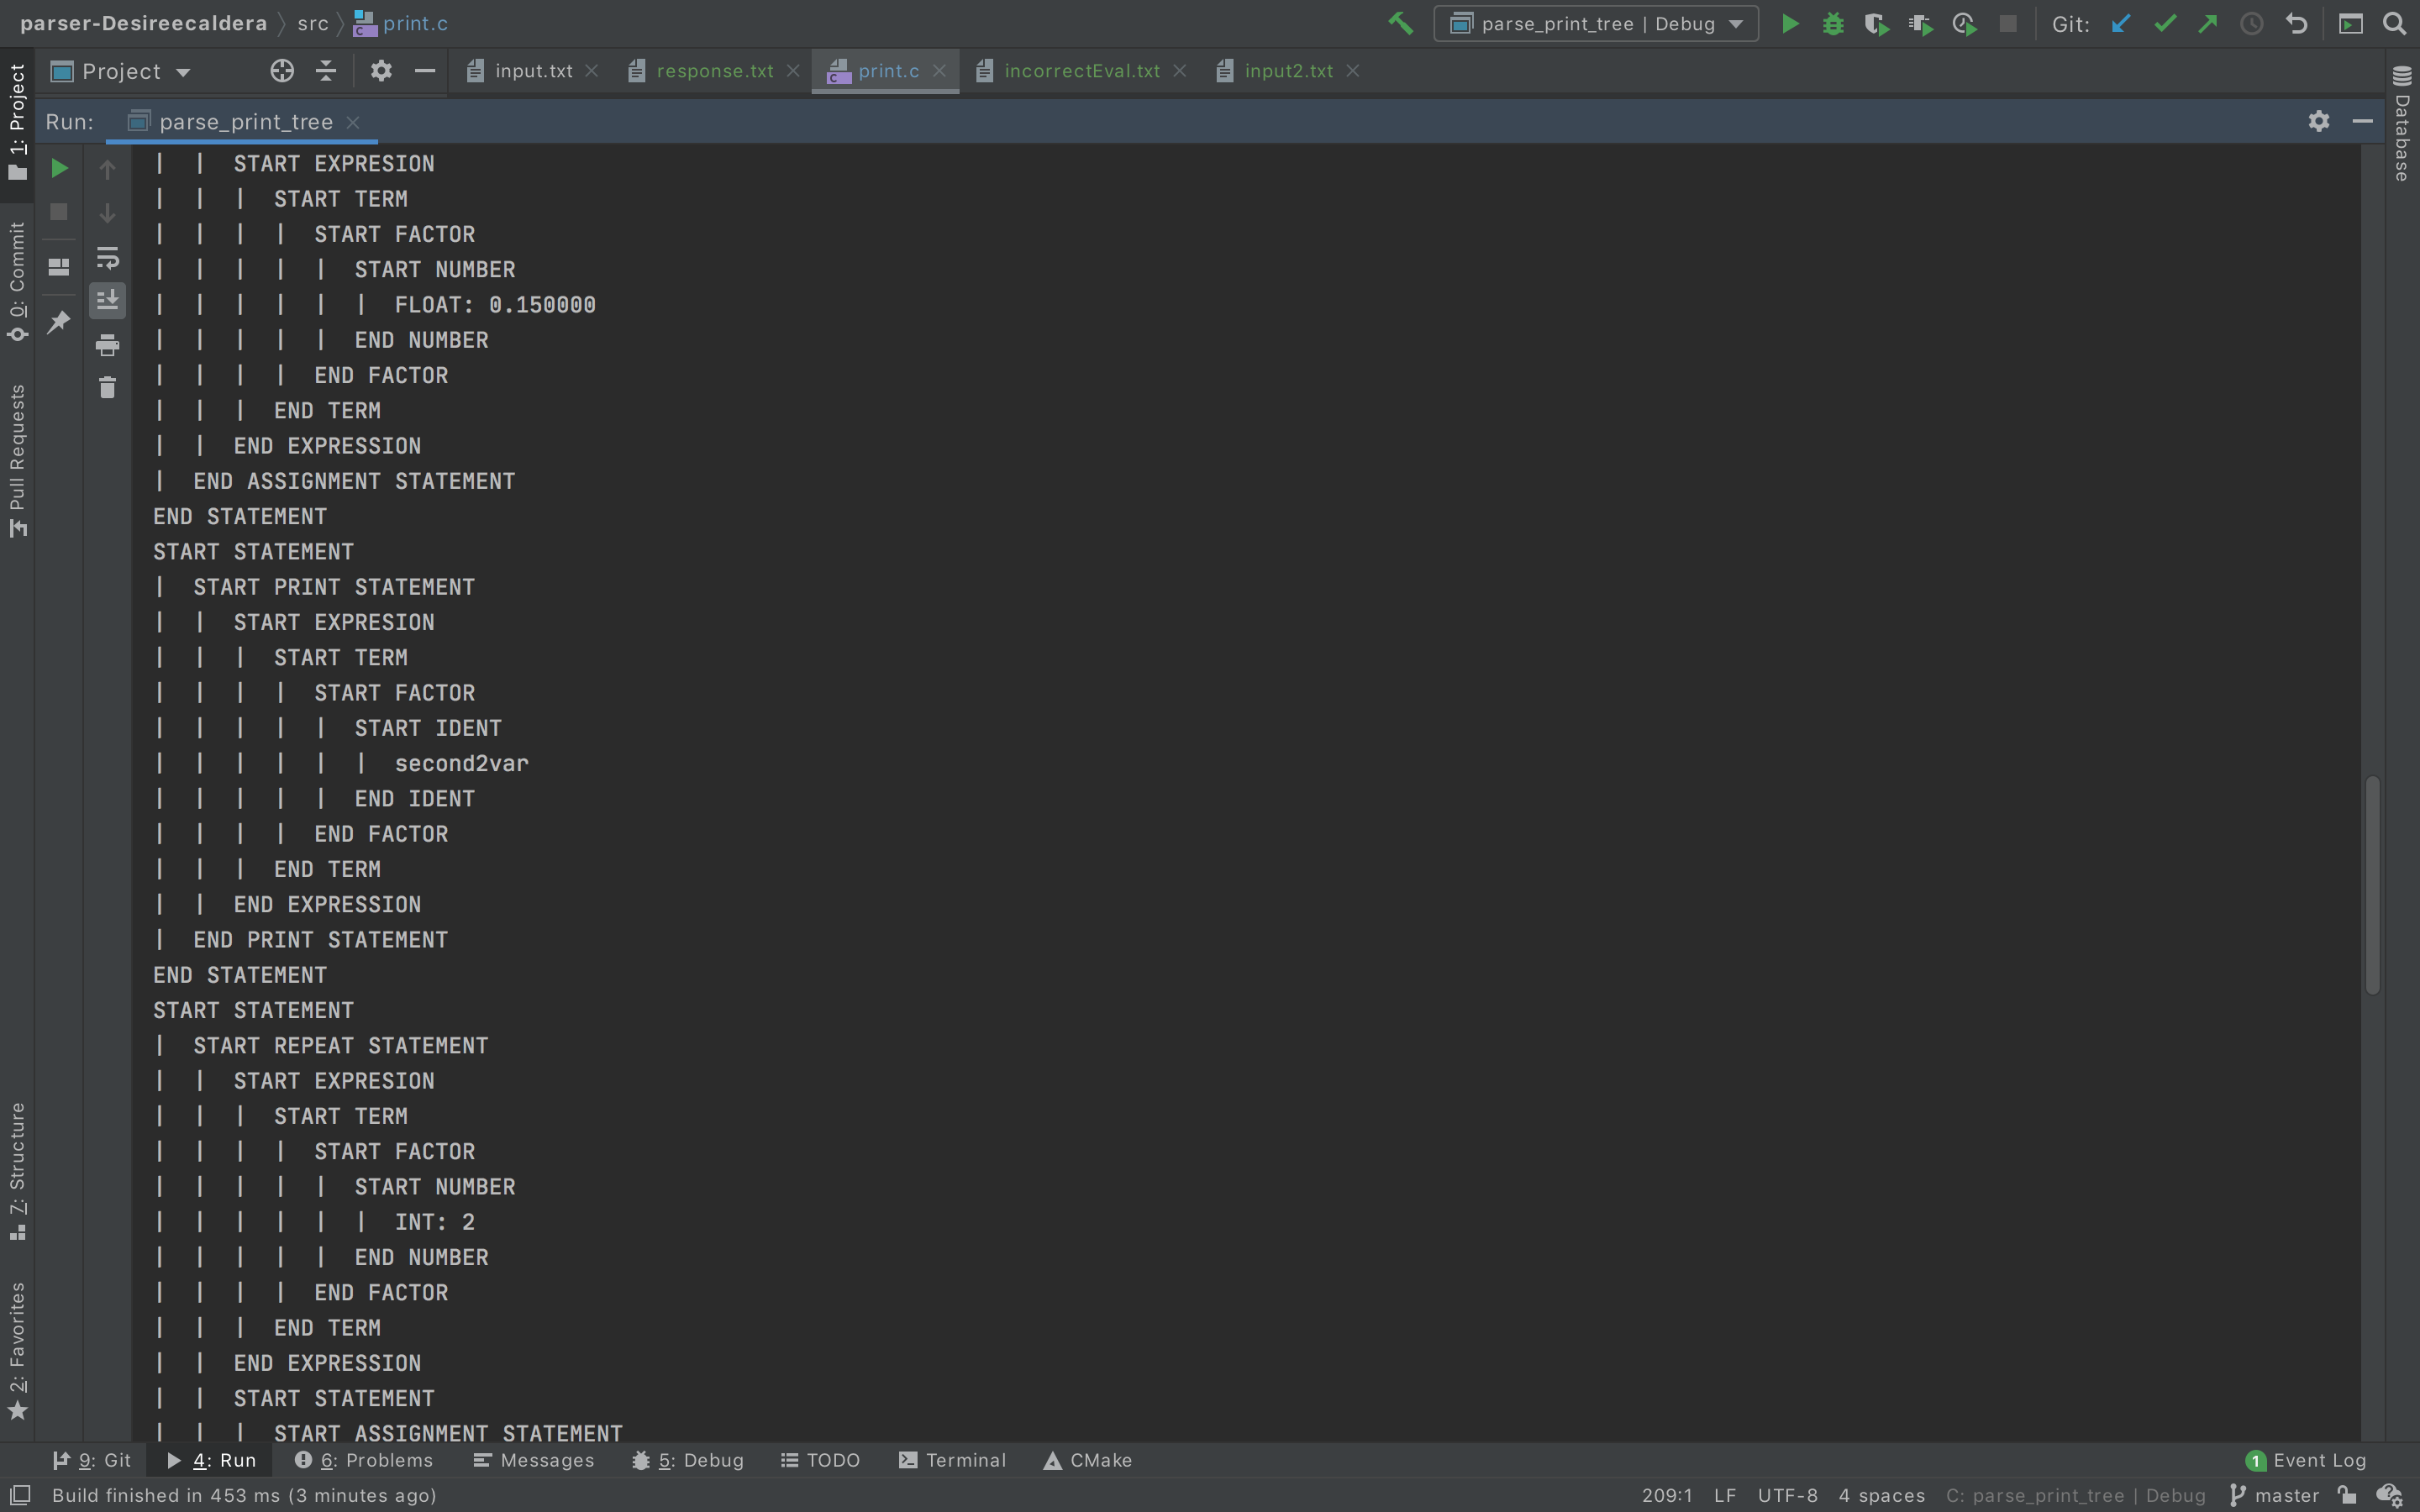 parser-Desireecaldera src print.c parse_print_tree | Debug Git:
Project input.txt response.txt print.c incorrectEval.txt input2.txt
Run: parse_print_tree
1: Project
0: Commit
Pull Requests
7: Structure
2: Favorites
Database
| | START EXPRESION
| | | START TERM
| | | | START FACTOR
| | | | | START NUMBER
| | | | | | FLOAT: 0.150000
| | | | | END NUMBER
| | | | END FACTOR
| | | END TERM
| | END EXPRESSION
| END ASSIGNMENT STATEMENT
END STATEMENT
START STATEMENT
| START PRINT STATEMENT
| | START EXPRESION
| | | START TERM
| | | | START FACTOR
| | | | | START IDENT
| | | | | | second2var
| | | | | END IDENT
| | | | END FACTOR
| | | END TERM
| | END EXPRESSION
| END PRINT STATEMENT
END STATEMENT
START STATEMENT
| START REPEAT STATEMENT
| | START EXPRESION
| | | START TERM
| | | | START FACTOR
| | | | | START NUMBER
| | | | | | INT: 2
| | | | | END NUMBER
| | | | END FACTOR
| | | END TERM
| | END EXPRESSION
| | START STATEMENT
| | | START ASSIGNMENT STATEMENT
9: Git 4: Run 6: Problems Messages 5: Debug TODO Terminal CMake 1 Event Log
Build finished in 453 ms (3 minutes ago) 209:1 LF UTF-8 4 spaces C: parse_print_tree | Debug master